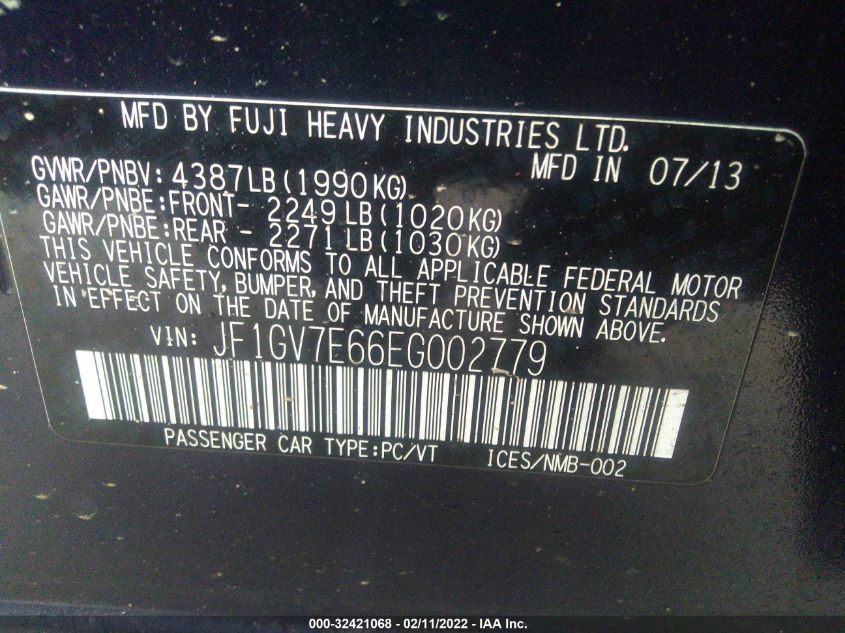 MFD BY FUJI HEAVY INDUSTRIES LTD.
MFD IN 07/13
GVWR/PNBV: 4387LB(1990KG)
GAWR/PNBE:FRONT- 2249LB(1020KG)
GAWR/PNBE:REAR - 2271LB(1030KG)
THIS VEHICLE CONFORMS TO ALL APPLICABLE FEDERAL MOTOR
VEHICLE SAFETY, BUMPER, AND THEFT PREVENTION STANDARDS
IN EFFECT ON THE DATE OF MANUFACTURE SHOWN ABOVE.
VIN: JF1GV7E66EG002779
PASSENGER CAR TYPE:PC/VT ICES/NMB-002
000-32421068 - 02/11/2022 - IAA Inc.